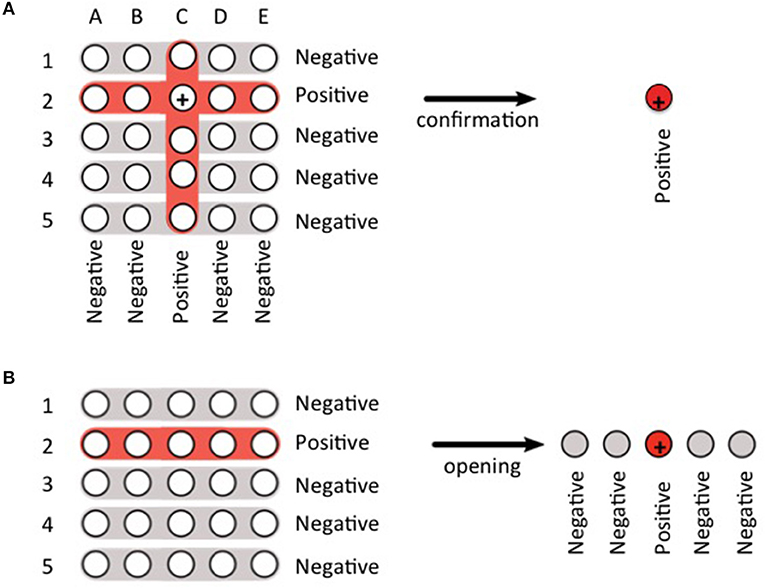 A
A B C D E
1 Negative
2 + Positive
3 Negative
4 Negative
5 Negative
Negative Negative Positive Negative Negative
confirmation
+
Positive
B
1 Negative
2 Positive
3 Negative
4 Negative
5 Negative
opening
+
Negative Negative Positive Negative Negative